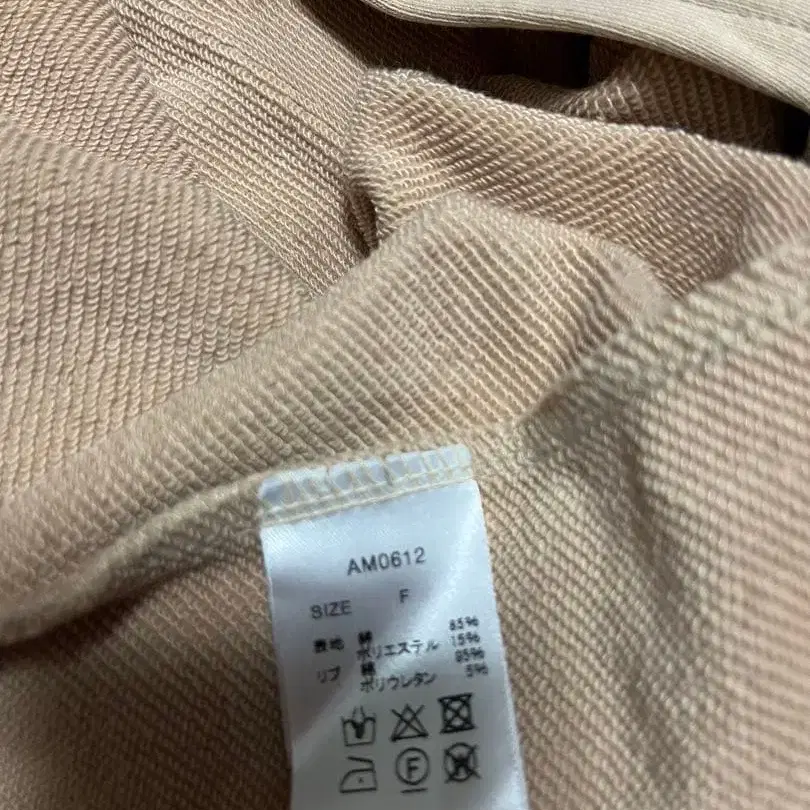 AM0612
SIZE F
表地 綿 85%
ポリエステル 15%
リブ 綿 95%
ポリウレタン 5%
F